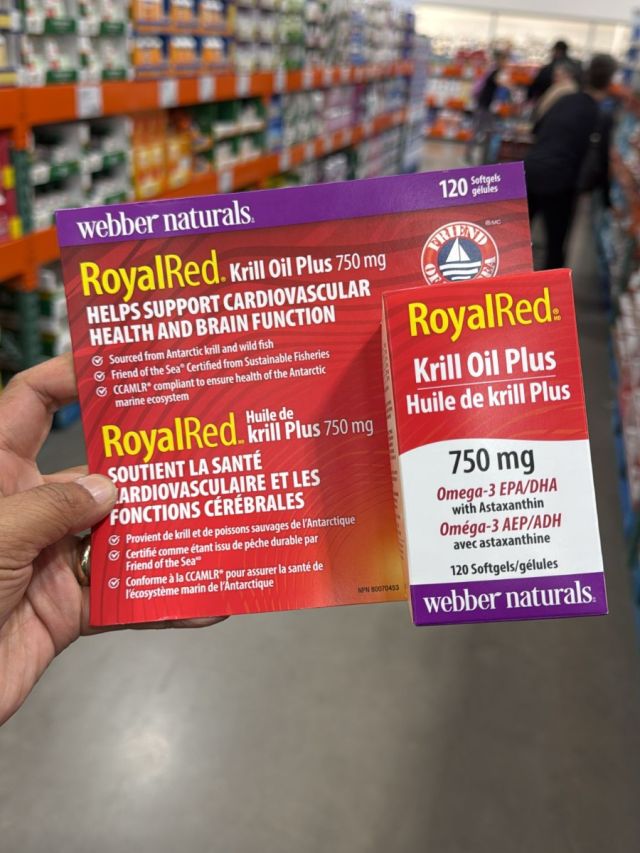 webber naturals®
120 Softgels
gélules
RoyalRed® Krill Oil Plus 750 mg
HELPS SUPPORT CARDIOVASCULAR
HEALTH AND BRAIN FUNCTION
Sourced from Antarctic krill and wild fish
Friend of the Sea® Certified from Sustainable Fisheries
CCAMLR* compliant to ensure health of the Antarctic
marine ecosystem
FRIEND
OF
RoyalRed
Huile de
krill Plus 750 mg
SOUTIENT LA SANTÉ
CARDIOVASCULAIRE ET LES
FONCTIONS CÉRÉBRALES
Provient de krill et de poissons sauvages de l'Antarctique
Certifié comme étant issu de pêche durable par
Friend of the Sea
Conforme à la CCAMLR* pour assurer la santé de
l'écosystème marin de l'Antarctique
NPN 80070453
RoyalRed®
Krill Oil Plus
Huile de krill Plus
750 mg
Omega-3 EPA/DHA
with Astaxanthin
Oméga-3 AEP/ADH
avec astaxanthine
120 Softgels/gélules
webber naturals®